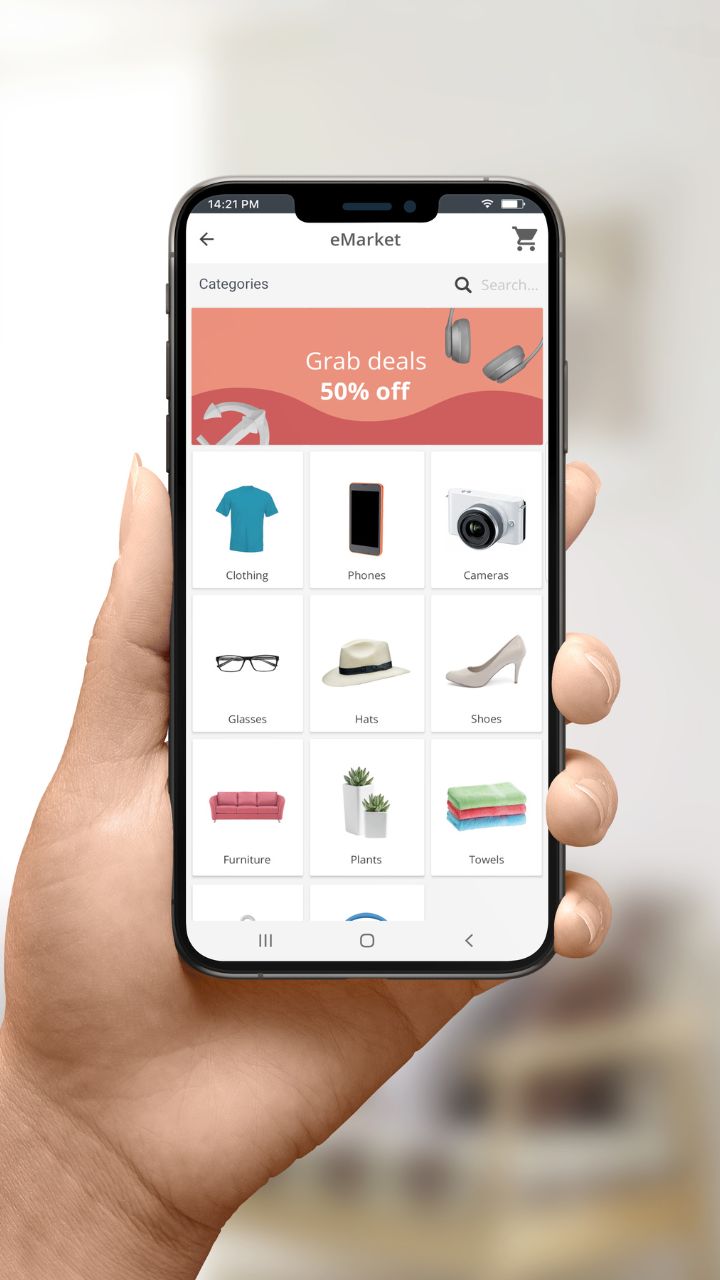 14:21 PM
eMarket
Categories
Search...
Grab deals
50% off
Clothing
Phones
Cameras
Glasses
Hats
Shoes
Furniture
Plants
Towels